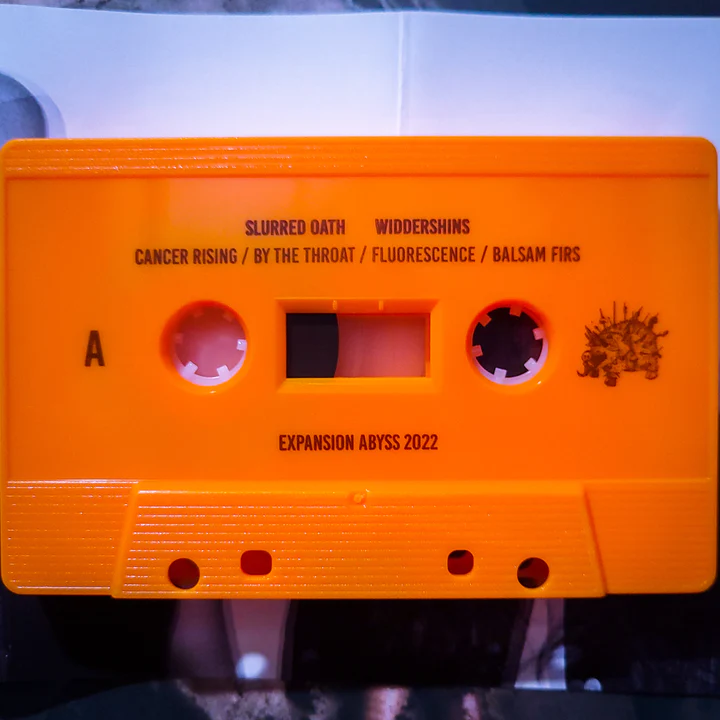 SLURRED OATH WIDDERSHINS
CANCER RISING / BY THE THROAT / FLUORESCENCE / BALSAM FIRS
A
EXPANSION ABYSS 2022